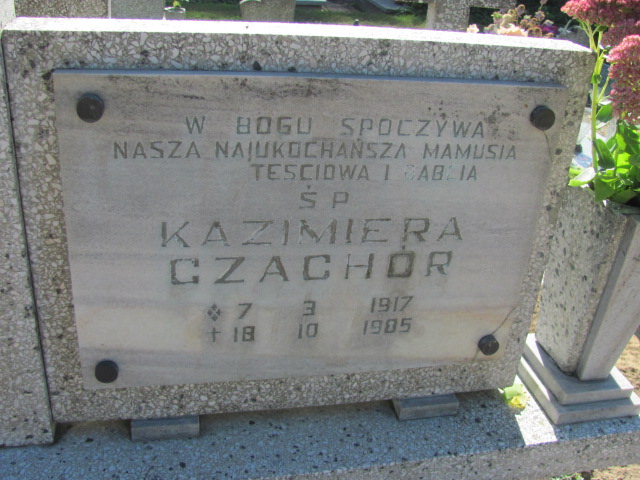 W BOGU SPOCZYWA
NASZA NAJUKOCHAŃSZA MAMUSIA
TEŚCIOWA I BABCIA
ŚP
KAZIMIERA
CZACHÓR
7 3 1917
† 18 10 1985